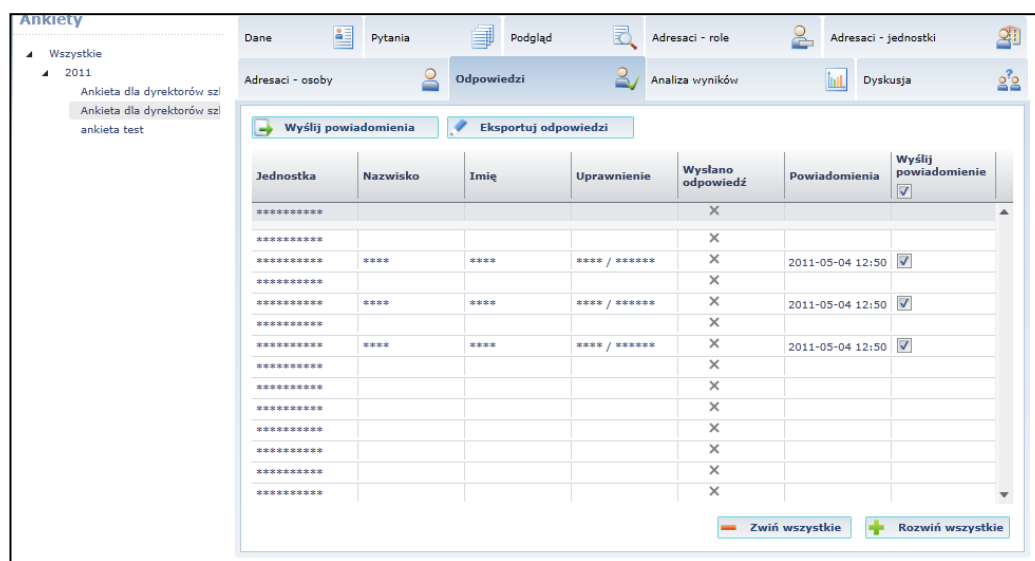 Ankiety
Wszystkie
2011
Ankieta dla dyrektorów szl
Ankieta dla dyrektorów szl
ankieta test
Dane Pytania Podgląd Adresaci - role Adresaci - jednostki
Adresaci - osoby Odpowiedzi Analiza wyników Dyskusja
Wyślij powiadomienia Eksportuj odpowiedzi
Jednostka Nazwisko Imię Uprawnienie Wysłano odpowiedź Powiadomienia Wyślij powiadomienie
**********
**********
********** **** **** **** / ****** 2011-05-04 12:50
**********
********** **** **** **** / ****** 2011-05-04 12:50
**********
********** **** **** **** / ****** 2011-05-04 12:50
**********
**********
**********
**********
**********
**********
**********
Zwiń wszystkie Rozwiń wszystkie